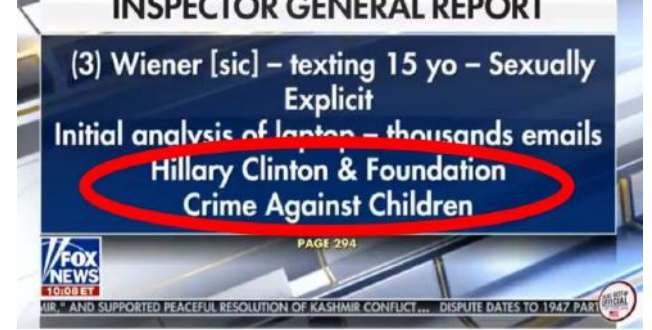 INSPECTOR GENERAL REPORT
(3) Wiener [sic] – texting 15 yo – Sexually
Explicit
Initial analysis of laptop – thousands emails
Hillary Clinton & Foundation
Crime Against Children
PAGE 294
FOX
NEWS
10:08 ET
MIR," AND SUPPORTED PEACEFUL RESOLUTION OF KASHMIR CONFLICT... DISPUTE DATES TO 1947 PART
OFFICIAL